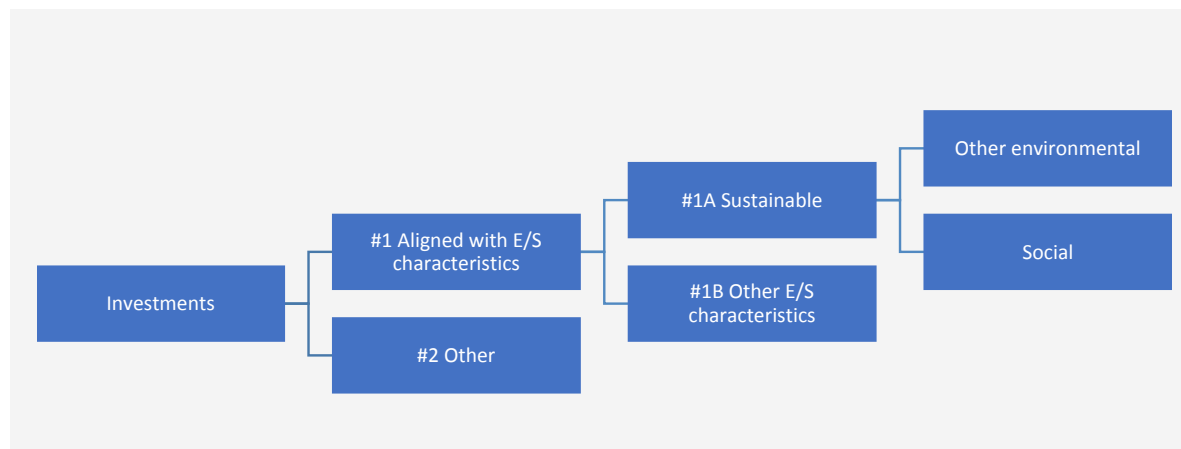 Investments
#1 Aligned with E/S
characteristics
#2 Other
#1A Sustainable
#1B Other E/S
characteristics
Other environmental
Social